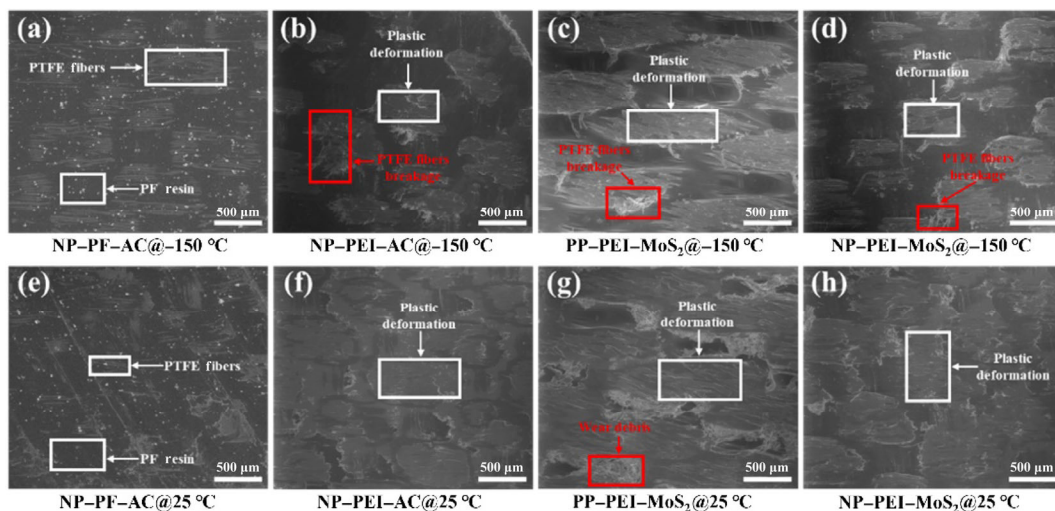 (a)
PTFE fibers
PF resin
500 μm
NP–PF–AC@–150 ℃
(b)
Plastic
deformation
PTFE fibers
breakage
500 μm
NP–PEI–AC@–150 ℃
(c)
Plastic
deformation
PTFE fibers
breakage
500 μm
PP–PEI–MoS₂@–150 ℃
(d)
Plastic
deformation
PTFE fibers
breakage
500 μm
NP–PEI–MoS₂@–150 ℃
(e)
PTFE fibers
PF resin
500 μm
NP–PF–AC@25 ℃
(f)
Plastic
deformation
500 μm
NP–PEI–AC@25 ℃
(g)
Plastic
deformation
Wear debris
500 μm
PP–PEI–MoS₂@25 ℃
(h)
Plastic
deformation
500 μm
NP–PEI–MoS₂@25 ℃